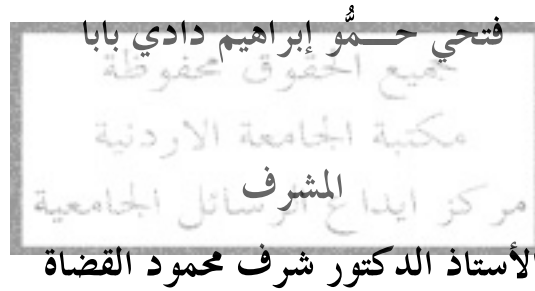 فتحي حـــمُّو إبراهيم دادي بابا
جميع الحقوق محفوظة
مكتبة الجامعة الاردنية
المشرف
مركز ايداع الرسائل الجامعية
الأستاذ الدكتور شرف محمود القضاة